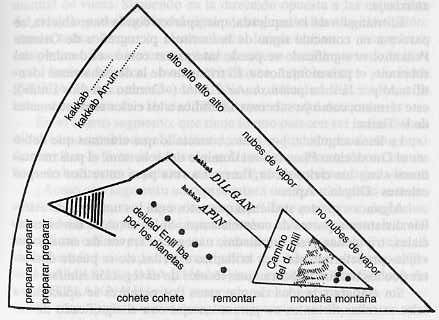 alto alto alto alto
nubes de vapor
no nubes de vapor
kakkab
kakkab An-un-
kakkab DIL-GAN
kakkab APIN
deidad Enlil iba
por los planetas
Camino
del d. Enlil
preparar preparar
preparar preparar
cohete cohete
remontar
montaña montaña